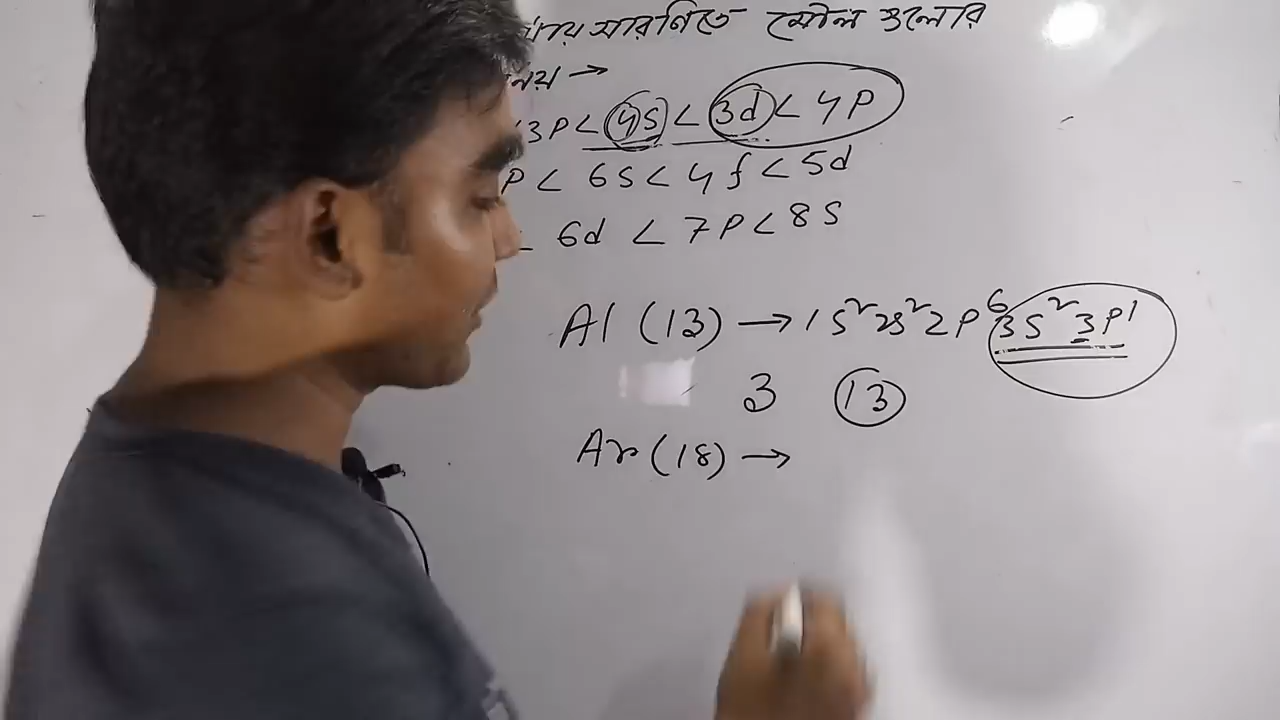 সারণিতে মৌল গুলোর
→
3P < 4S < 3d < 4P
P < 6S < 4f < 5d
6d < 7P < 8S
Al (13) → 1S² 2S² 2P⁶ 3S² 3P¹
3 13
Ar (18) →